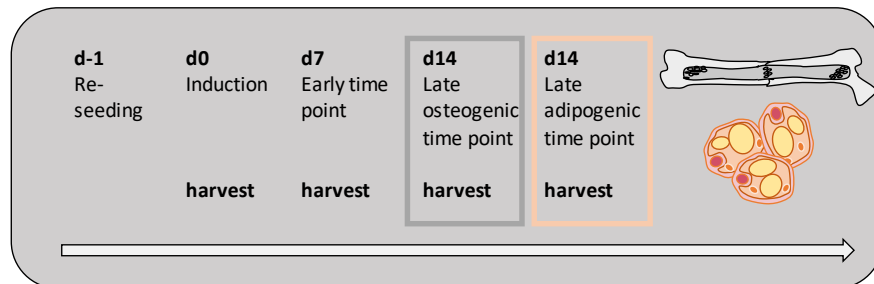 d-1
Re-
seeding
d0
Induction
harvest
d7
Early time
point
harvest
d14
Late
osteogenic
time point
harvest
d14
Late
adipogenic
time point
harvest